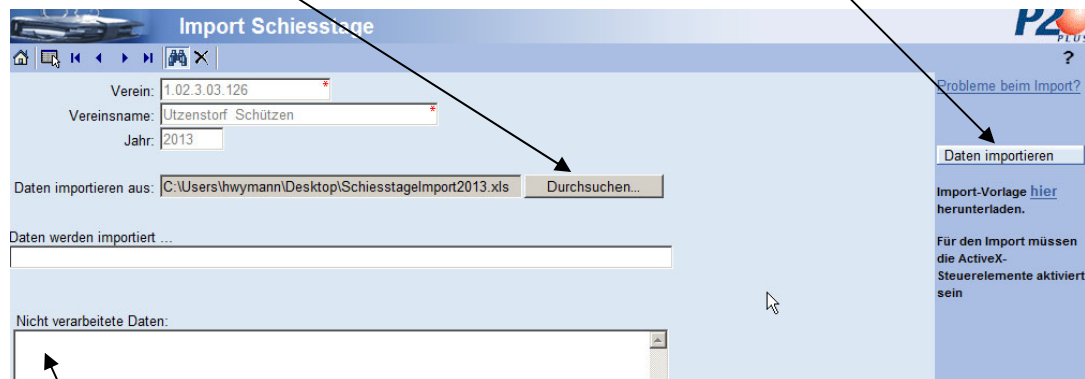 Import Schiesstage
P2
PLUS
?
Verein: 1.02.3.03.126 *
Vereinsname: Utzenstorf Schützen *
Jahr: 2013
Daten importieren aus: C:\Users\hwymann\Desktop\SchiesstageImport2013.xls Durchsuchen...
Daten werden importiert ...
Nicht verarbeitete Daten:
Probleme beim Import?
Daten importieren
Import-Vorlage hier
herunterladen.
Für den Import müssen
die ActiveX-
Steuerelemente aktiviert
sein